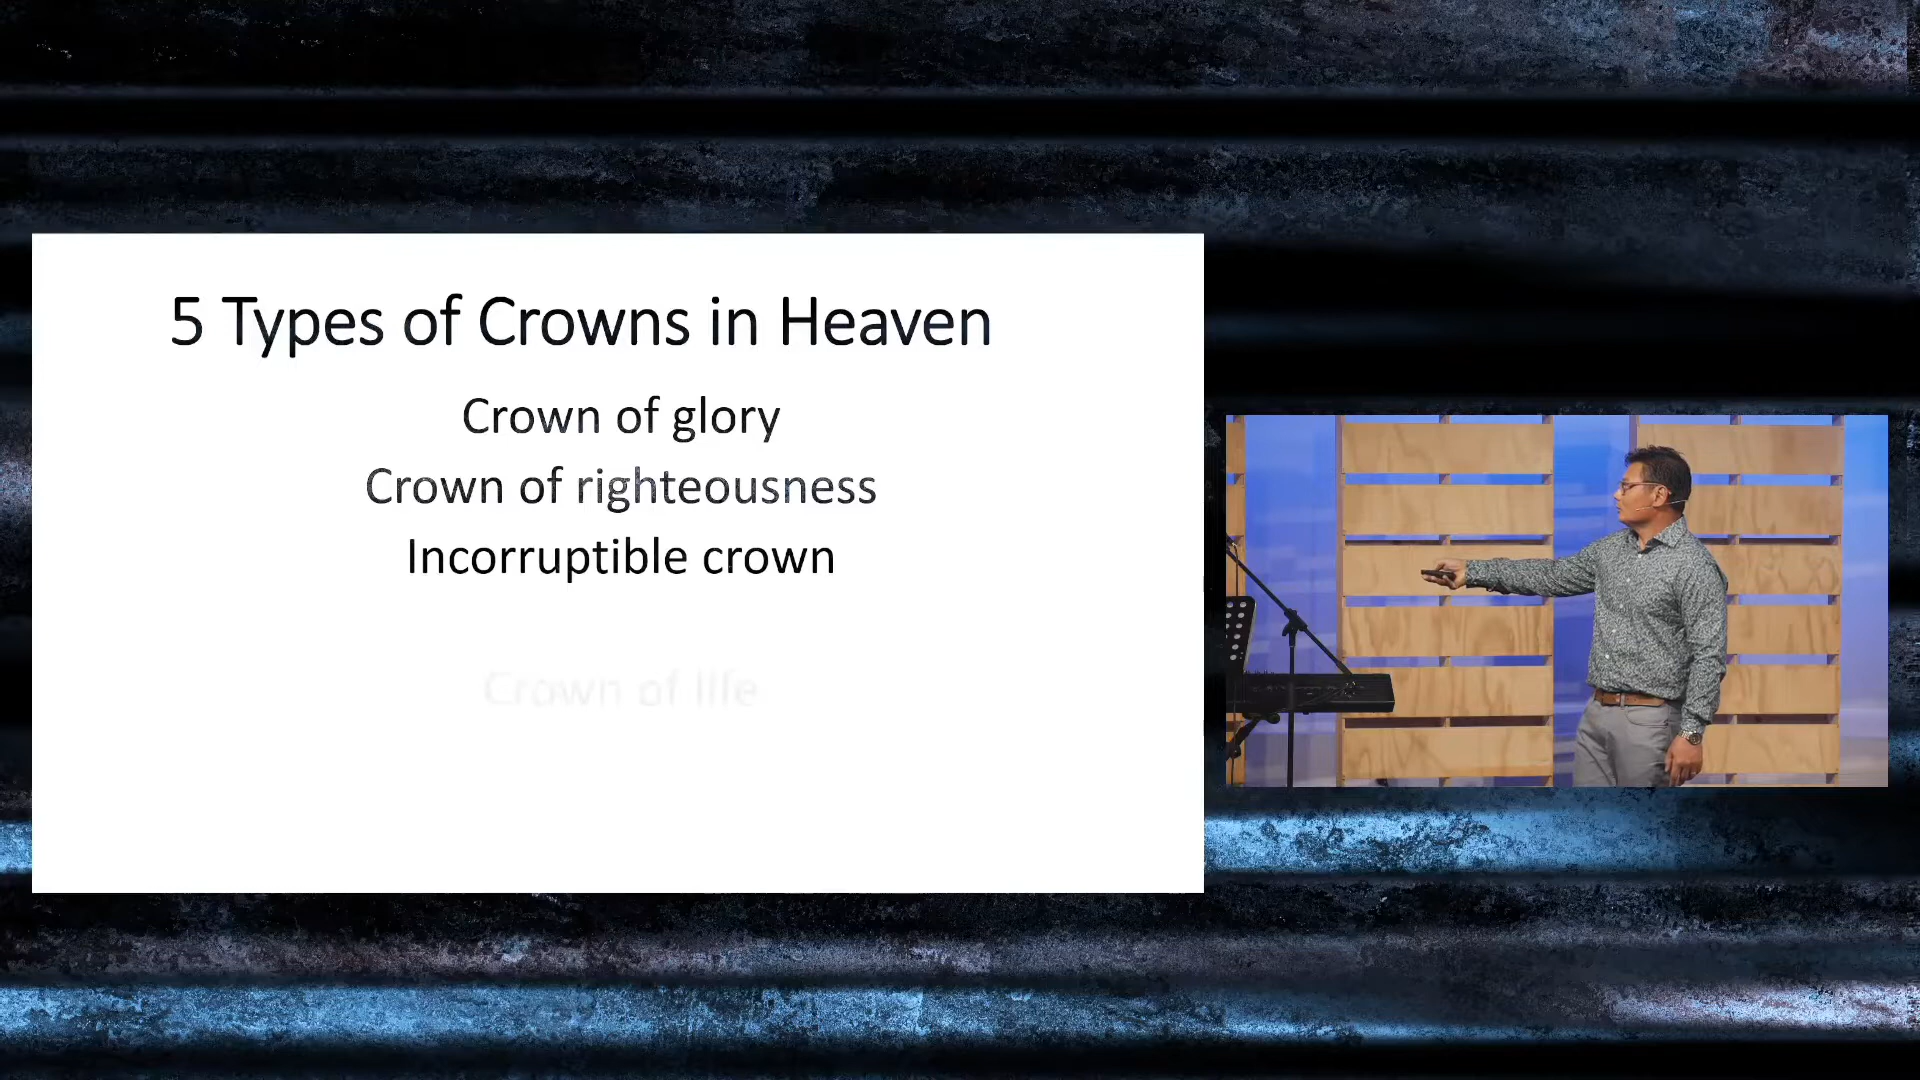 5 Types of Crowns in Heaven
Crown of glory
Crown of righteousness
Incorruptible crown
Crown of life